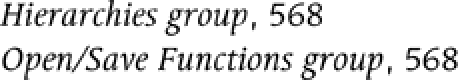 Hierarchies group, 568
Open/Save Functions group, 568